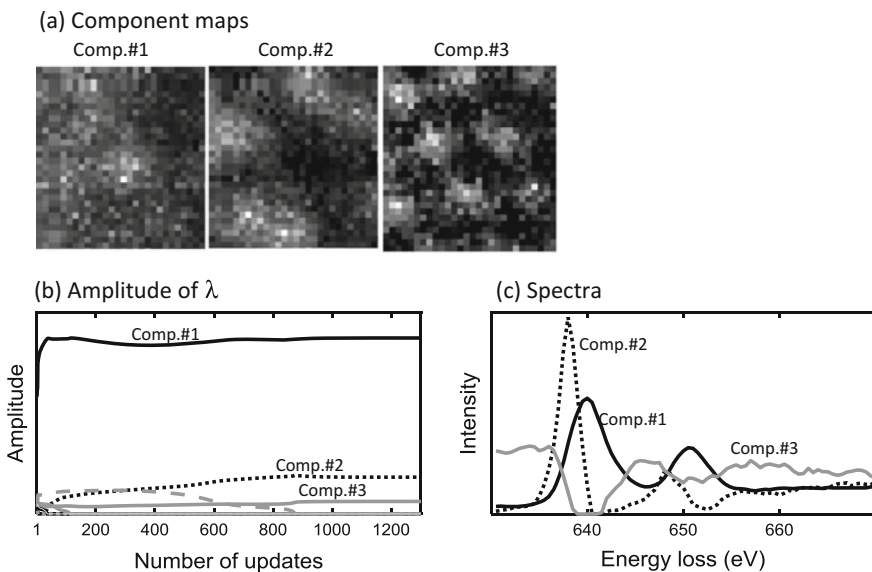 (a) Component maps
Comp.#1 Comp.#2 Comp.#3
(b) Amplitude of λ
Amplitude
Comp.#1
Comp.#2
Comp.#3
1 200 400 600 800 1000 1200
Number of updates
(c) Spectra
Intensity
Comp.#2
Comp.#1
Comp.#3
640 650 660
Energy loss (eV)